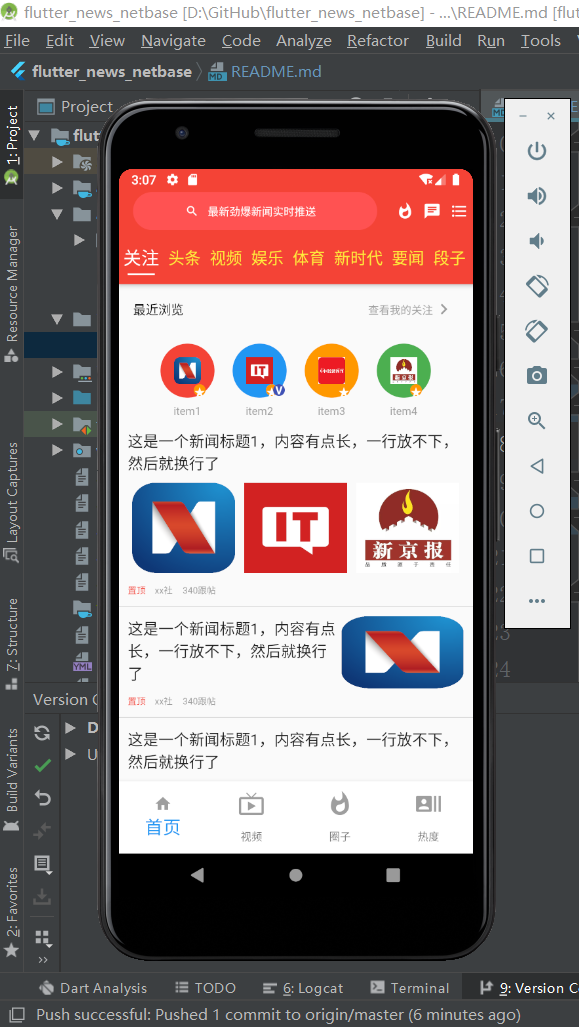 flutter_news_netbase [D:\GitHub\flutter_news_netbase] - ...\README.md [flut
File Edit View Navigate Code Analyze Refactor Build Run Tools
flutter_news_netbase README.md
1: Project
Resource Manager
Layout Captures
7: Structure
Build Variants
2: Favorites
Project
flut
3:07
最新劲爆新闻实时推送
关注 头条 视频 娱乐 体育 新时代 要闻 段子
最近浏览 查看我的关注
IT
新京报
item1 item2 item3 item4
这是一个新闻标题1，内容有点长，一行放不下，
然后就换行了
IT
新京报
置顶 xx社 340跟帖
这是一个新闻标题1，内容有点
长，一行放不下，然后就换行
了
置顶 xx社 340跟帖
这是一个新闻标题1，内容有点长，一行放不下，
然后就换行了
首页 视频 圈子 热度
MD
YML
23
24
Version C
D
U
Dart Analysis TODO 6: Logcat Terminal 9: Version Co
Push successful: Pushed 1 commit to origin/master (6 minutes ago)